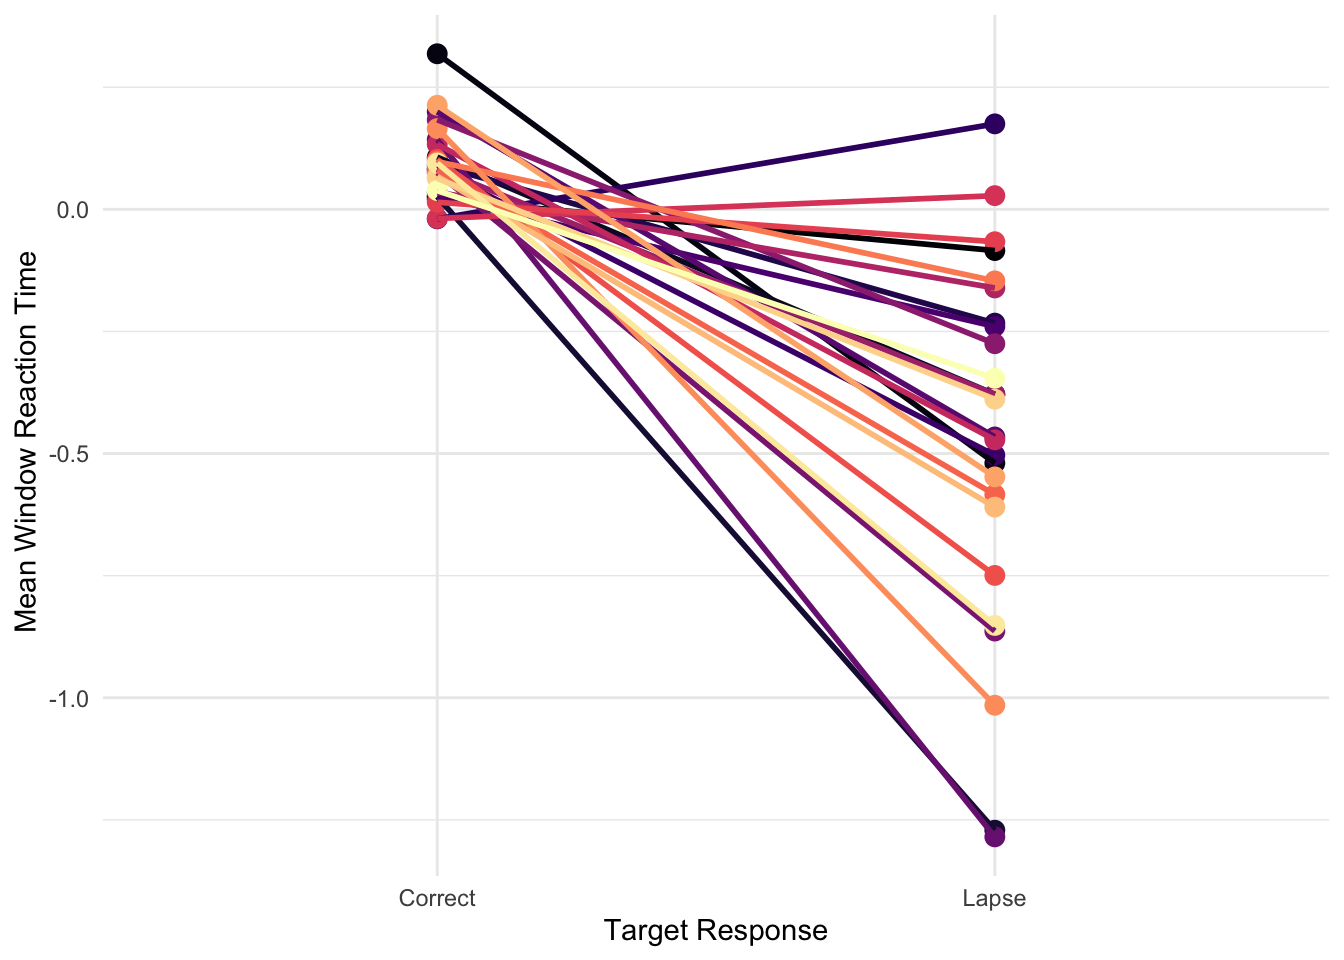 Mean Window Reaction Time
0.0
-0.5
-1.0
Correct
Lapse
Target Response